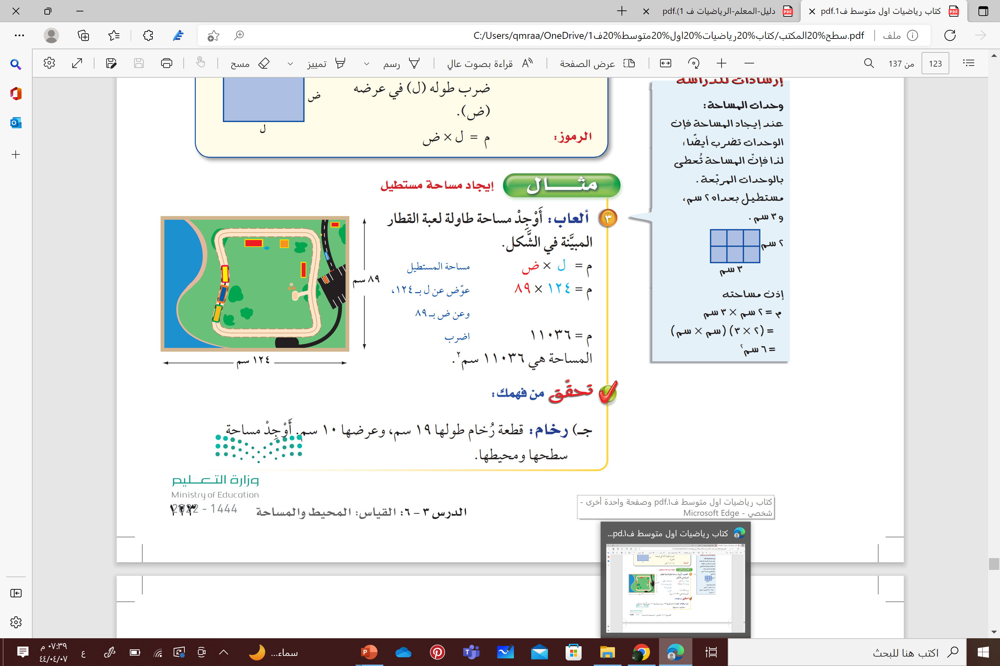 كتاب رياضيات اول متوسط ف1.pdf
دليل-المعلم-الرياضيات ف 1).pdf
ملف
C:/Users/qmraa/OneDrive/سطح%20المكتب/كتاب%20رياضيات%20اول%20متوسط%20ف1.pdf
123
من 137
عرض الصفحة
قراءة بصوت عالٍ
رسم
تمييز
مسح
إرشادات للدراسة
وحدات المساحة:
عند إيجاد المساحة فإن
الوحدات تضرب أيضًا؛
لذا فإنّ المساحة تُعطى
بالوحدات المربّعة.
مستطيل بعداه ٢ سم،
و٣ سم.
٢ سم
٣ سم
إذن مساحته
م = ٢ سم × ٣ سم
= (٢ × ٣) (سم × سم)
= ٦ سم٢
ضرب طوله (ل) في عرضه
(ض).
ض
ل
الرموز:
م = ل × ض
مثـــال
إيجاد مساحة مستطيل
٣
ألعاب: أَوْجِدْ مساحة طاولة لعبة القطار
المبيَّنة في الشَّكل.
م = ل × ض
مساحة المستطيل
م = ١٢٤ × ٨٩
عوّض عن ل بـ ١٢٤،
وعن ض بـ ٨٩
م = ١١٠٣٦
اضرب
المساحة هي ١١٠٣٦ سم٢.
٨٩ سم
١٢٤ سم
تحقّق من فهمك:
جـ) رخام: قطعة رُخام طولها ١٩ سم، وعرضها ١٠ سم. أَوْجِدْ مساحة
سطحها ومحيطها.
وزارة التـعـلـيم
Ministry of Education
2022 - 1444
الدرس ٣ – ٦: القياس: المحيط والمساحة
١٢٣
كتاب رياضيات اول متوسط ف1.pdf وصفحة واحدة أخرى -
شخصي - Microsoft Edge
كتاب رياضيات اول متوسط ف1.pd...
اكتب هنا للبحث
سماء...
ع
٠٧:٣٩ م
٤٤/٠٤/٠٧